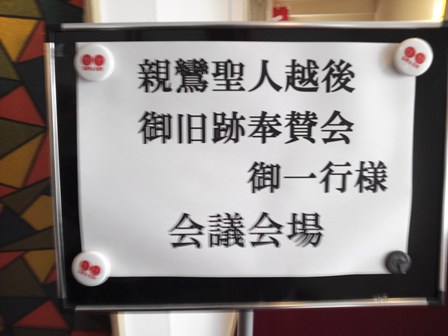 親鸞聖人越後
御旧跡奉賛会
御一行様
会議会場